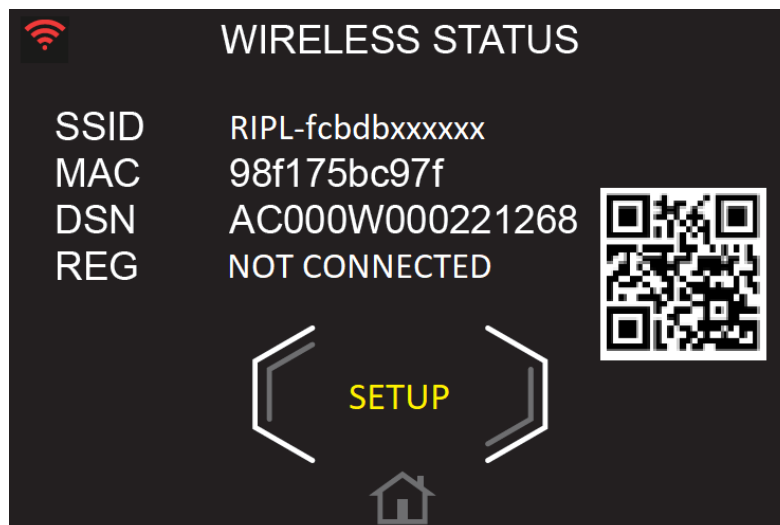 WIRELESS STATUS
SSID RIPL-fcbdbxxxxxx
MAC 98f175bc97f
DSN AC000W000221268
REG NOT CONNECTED
SETUP